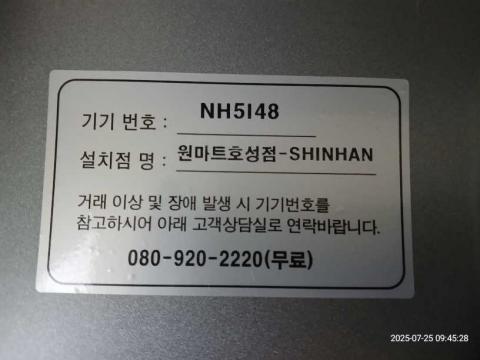 기기 번호 : NH5I48
설치점 명 : 원마트호성점-SHINHAN
거래 이상 및 장애 발생 시 기기번호를
참고하시어 아래 고객상담실로 연락바랍니다.
080-920-2220(무료)
2025-07-25 09:45:28